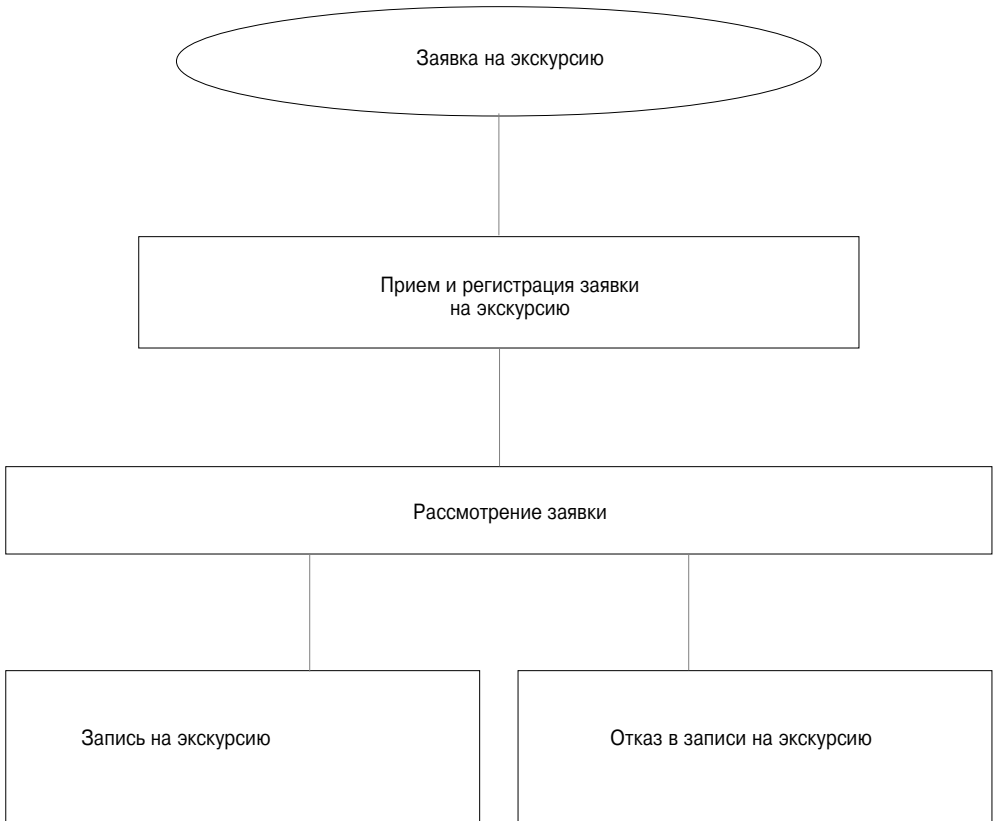 Заявка на экскурсию
Прием и регистрация заявки
на экскурсию
Рассмотрение заявки
Запись на экскурсию
Отказ в записи на экскурсию